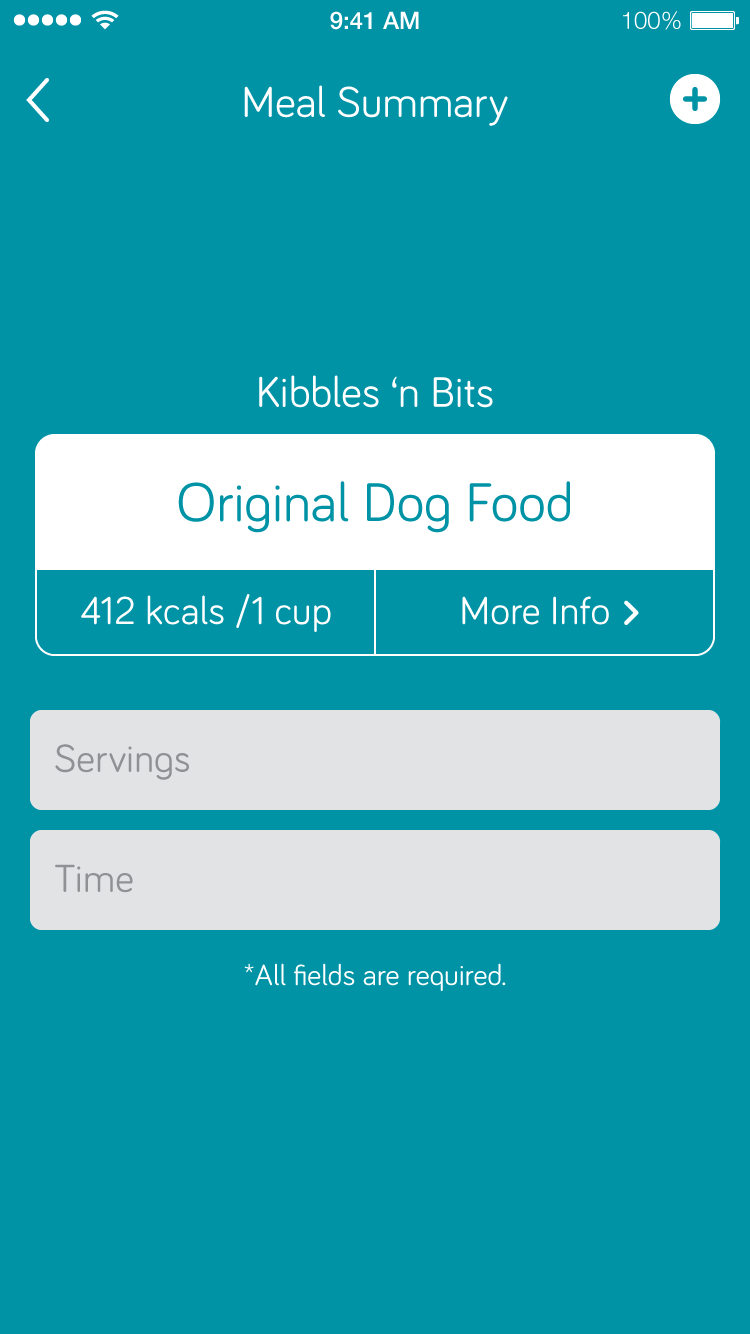 9:41 AM
100%
Meal Summary
Kibbles ‘n Bits
Original Dog Food
412 kcals /1 cup
More Info
Servings
Time
*All fields are required.